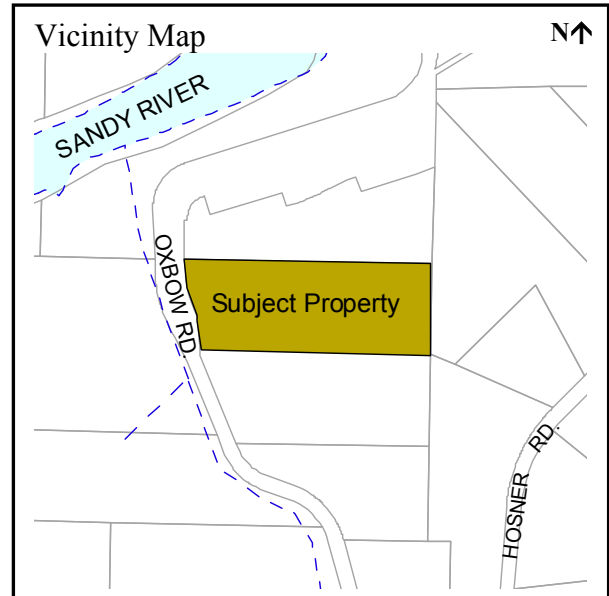 Vicinity Map
N↑
SANDY RIVER
OXBOW RD.
Subject Property
HOSNER RD.